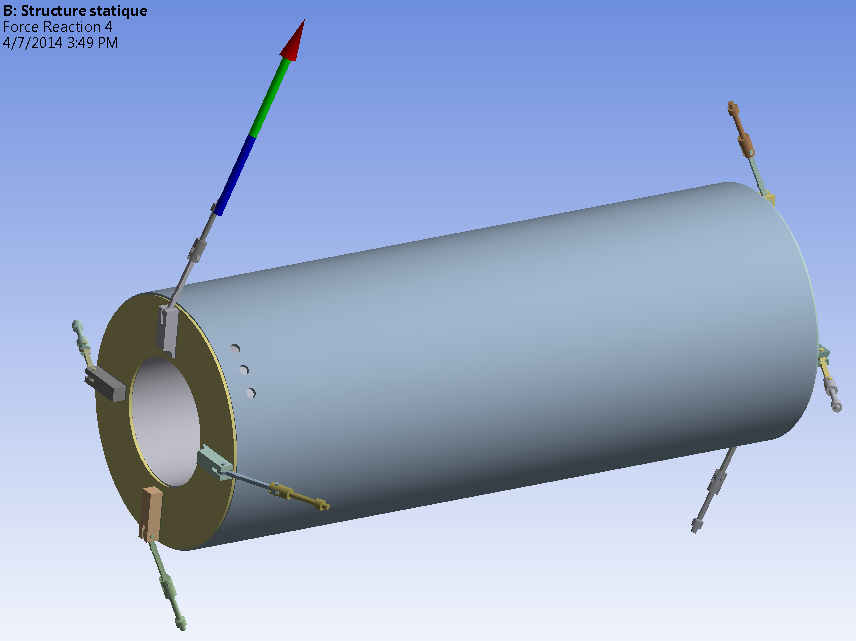 B: Structure statique
Force Reaction 4
4/7/2014 3:49 PM